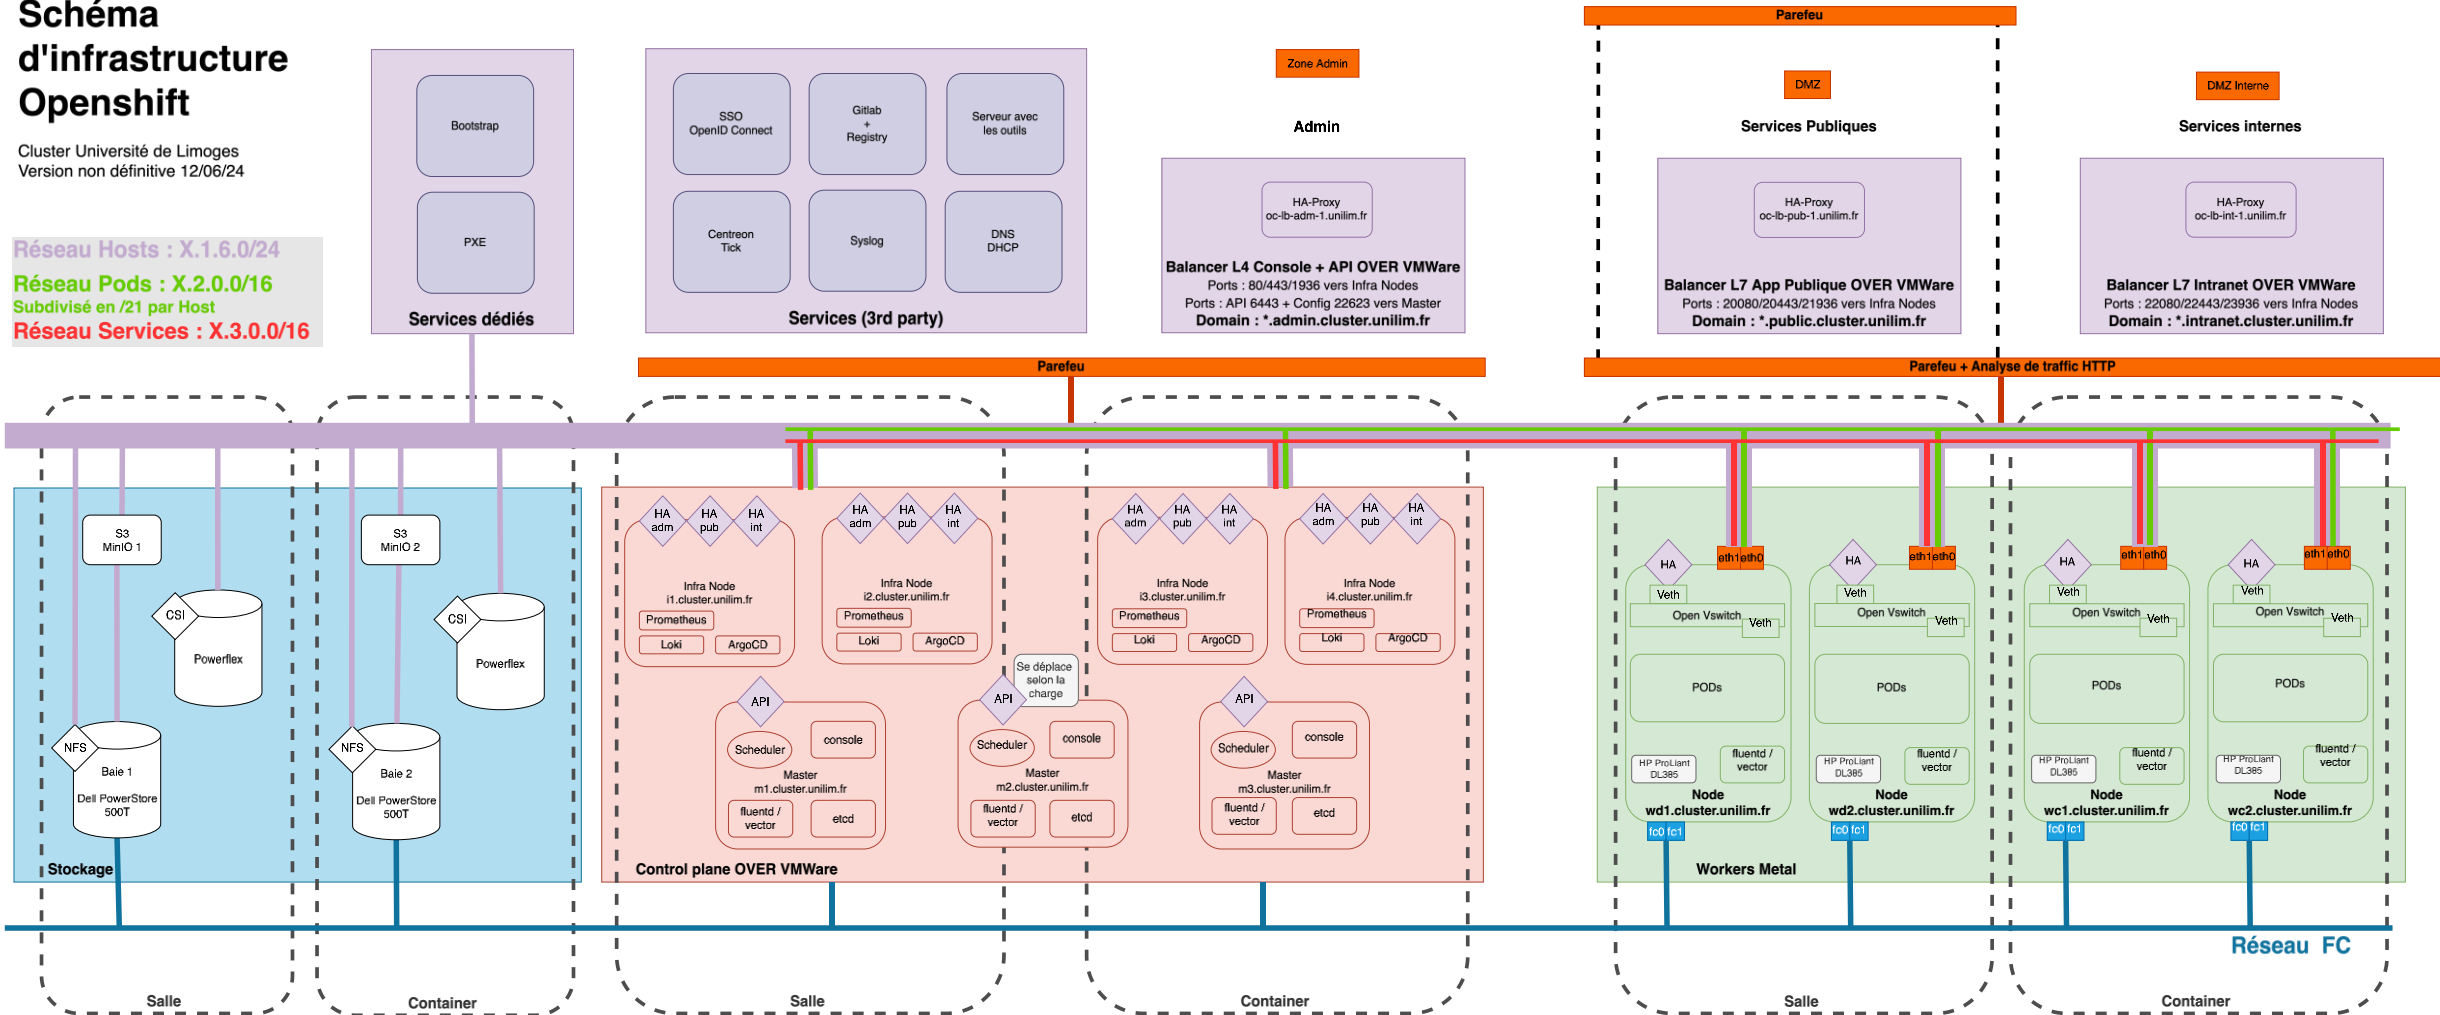 Schéma
d'infrastructure
Openshift
Cluster Université de Limoges
Version non définitive 12/06/24
Réseau Hosts : X.1.6.0/24
Réseau Pods : X.2.0.0/16
Subdivisé en /21 par Host
Réseau Services : X.3.0.0/16
Bootstrap
PXE
Services dédiés
SSO
OpenID Connect
Gitlab
+
Registry
Serveur avec
les outils
Centreon
Tick
Syslog
DNS
DHCP
Services (3rd party)
Zone Admin
Admin
HA-Proxy
oc-lb-adm-1.unilim.fr
Balancer L4 Console + API OVER VMWare
Ports : 80/443/1936 vers Infra Nodes
Ports : API 6443 + Config 22623 vers Master
Domain : *.admin.cluster.unilim.fr
Parefeu
DMZ
Services Publiques
HA-Proxy
oc-lb-pub-1.unilim.fr
Balancer L7 App Publique OVER VMWare
Ports : 20080/20443/21936 vers Infra Nodes
Domain : *.public.cluster.unilim.fr
DMZ Interne
Services internes
HA-Proxy
oc-lb-int-1.unilim.fr
Balancer L7 Intranet OVER VMWare
Ports : 22080/22443/23936 vers Infra Nodes
Domain : *.intranet.cluster.unilim.fr
Parefeu
Parefeu + Analyse de traffic HTTP
S3
MinIO 1
CSI
Powerflex
NFS
Baie 1
Dell PowerStore
500T
S3
MinIO 2
CSI
Powerflex
NFS
Baie 2
Dell PowerStore
500T
Stockage
HA
adm
HA
pub
HA
int
Infra Node
i1.cluster.unilim.fr
Prometheus
Loki
ArgoCD
HA
adm
HA
pub
HA
int
Infra Node
i2.cluster.unilim.fr
Prometheus
Loki
ArgoCD
HA
adm
HA
pub
HA
int
Infra Node
i3.cluster.unilim.fr
Prometheus
Loki
ArgoCD
HA
adm
HA
pub
HA
int
Infra Node
i4.cluster.unilim.fr
Prometheus
Loki
ArgoCD
API
Scheduler
console
Master
m1.cluster.unilim.fr
fluentd /
vector
etcd
Se déplace
selon la
charge
API
Scheduler
console
Master
m2.cluster.unilim.fr
fluentd /
vector
etcd
API
Scheduler
console
Master
m3.cluster.unilim.fr
fluentd /
vector
etcd
Control plane OVER VMWare
HA
eth1
eth0
Veth
Open Vswitch
Veth
PODs
HP ProLiant
DL385
fluentd /
vector
Node
wd1.cluster.unilim.fr
fc0
fc1
HA
eth1
eth0
Veth
Open Vswitch
Veth
PODs
HP ProLiant
DL385
fluentd /
vector
Node
wd2.cluster.unilim.fr
fc0
fc1
HA
eth1
eth0
Veth
Open Vswitch
Veth
PODs
HP ProLiant
DL385
fluentd /
vector
Node
wc1.cluster.unilim.fr
fc0
fc1
HA
eth1
eth0
Veth
Open Vswitch
Veth
PODs
HP ProLiant
DL385
fluentd /
vector
Node
wc2.cluster.unilim.fr
fc0
fc1
Workers Metal
Réseau FC
Salle
Container
Salle
Container
Salle
Container